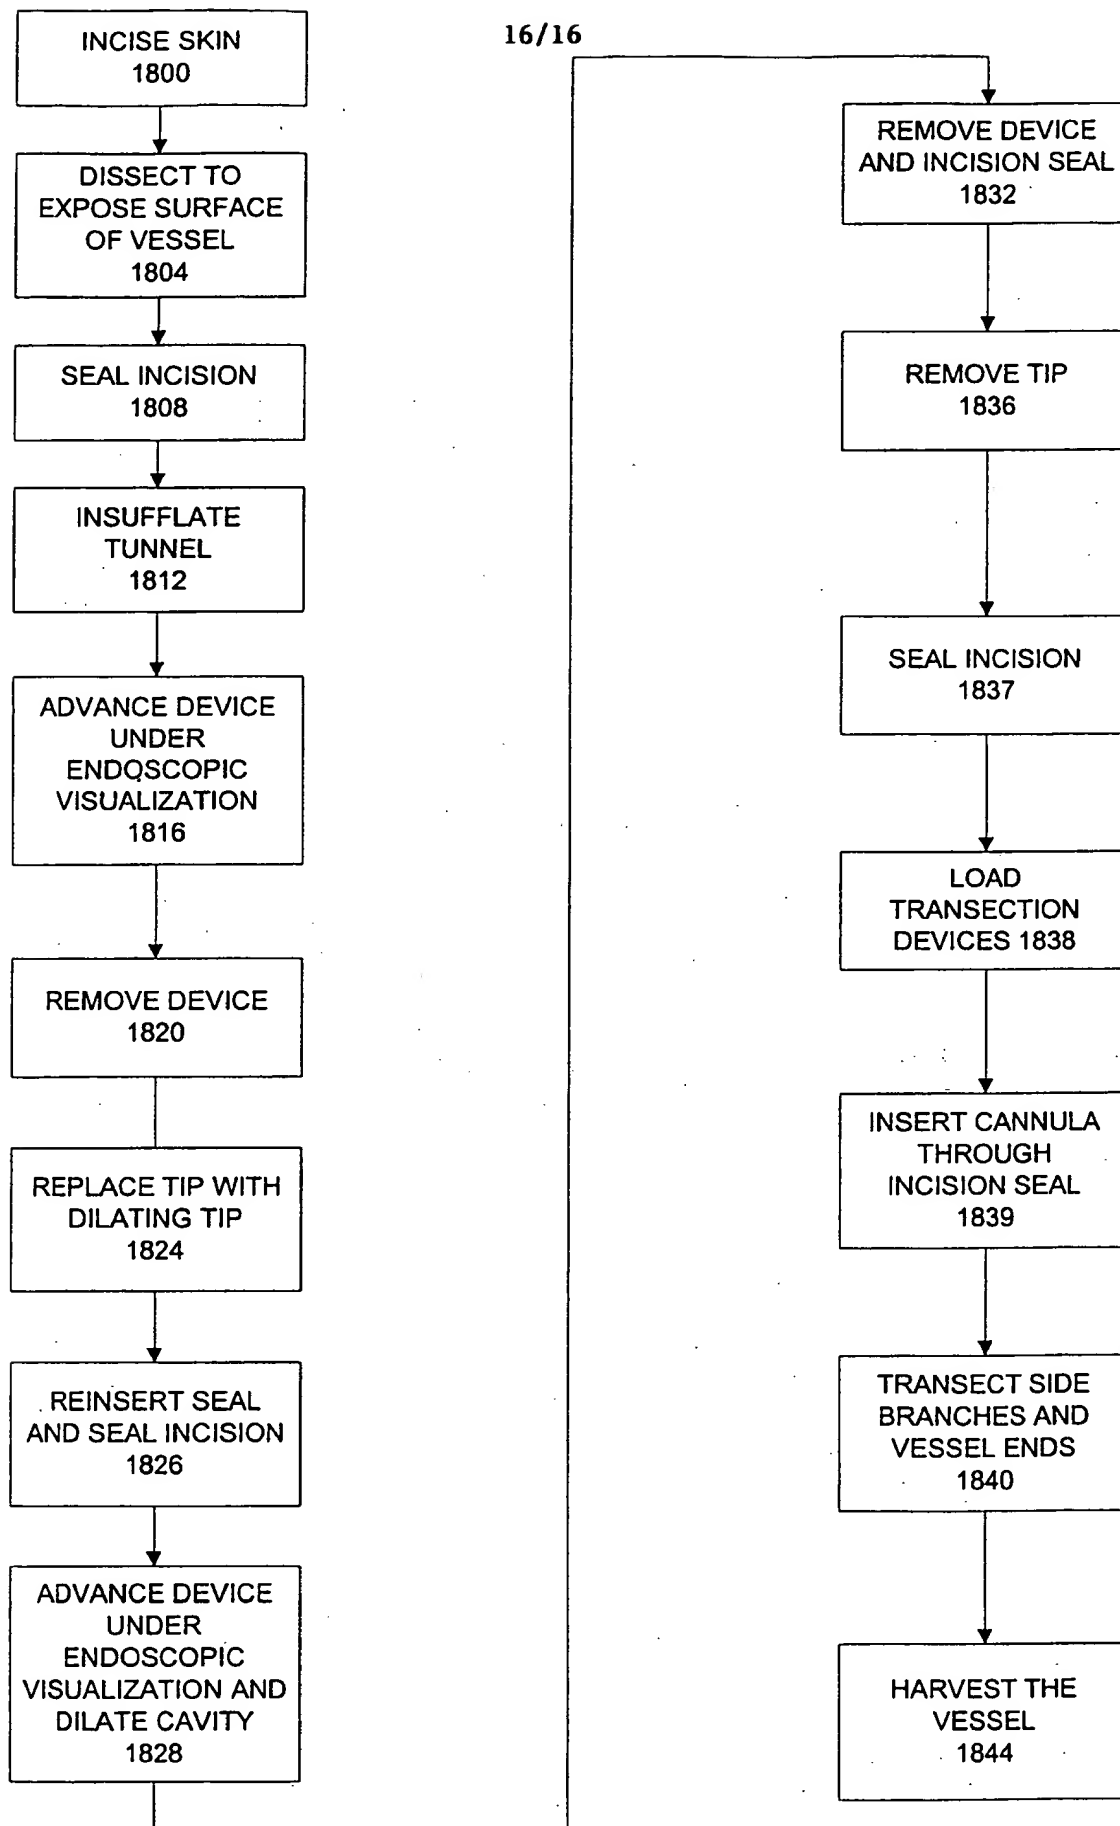 16/16
INCISE SKIN
1800
DISSECT TO
EXPOSE SURFACE
OF VESSEL
1804
SEAL INCISION
1808
INSUFFLATE
TUNNEL
1812
ADVANCE DEVICE
UNDER
ENDOSCOPIC
VISUALIZATION
1816
REMOVE DEVICE
1820
REPLACE TIP WITH
DILATING TIP
1824
REINSERT SEAL
AND SEAL INCISION
1826
ADVANCE DEVICE
UNDER
ENDOSCOPIC
VISUALIZATION AND
DILATE CAVITY
1828
REMOVE DEVICE
AND INCISION SEAL
1832
REMOVE TIP
1836
SEAL INCISION
1837
LOAD
TRANSECTION
DEVICES 1838
INSERT CANNULA
THROUGH
INCISION SEAL
1839
TRANSECT SIDE
BRANCHES AND
VESSEL ENDS
1840
HARVEST THE
VESSEL
1844